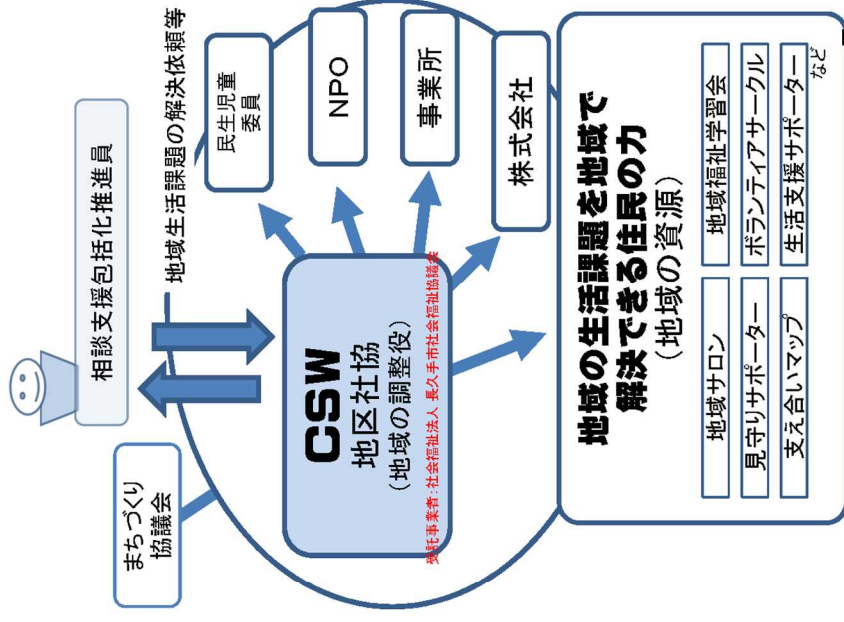 相談支援包括化推進員
まちづくり
協議会
地域生活課題の解決依頼等
CSW
地区社協
(地域の調整役)
受託事業者:社会福祉法人 長久手市社会福祉協議会
民生児童
委員
NPO
事業所
株式会社
地域の生活課題を地域で
解決できる住民の力
(地域の資源)
地域サロン
地域福祉学習会
見守りサポーター
ボランティアサークル
支え合いマップ
生活支援サポーター
など